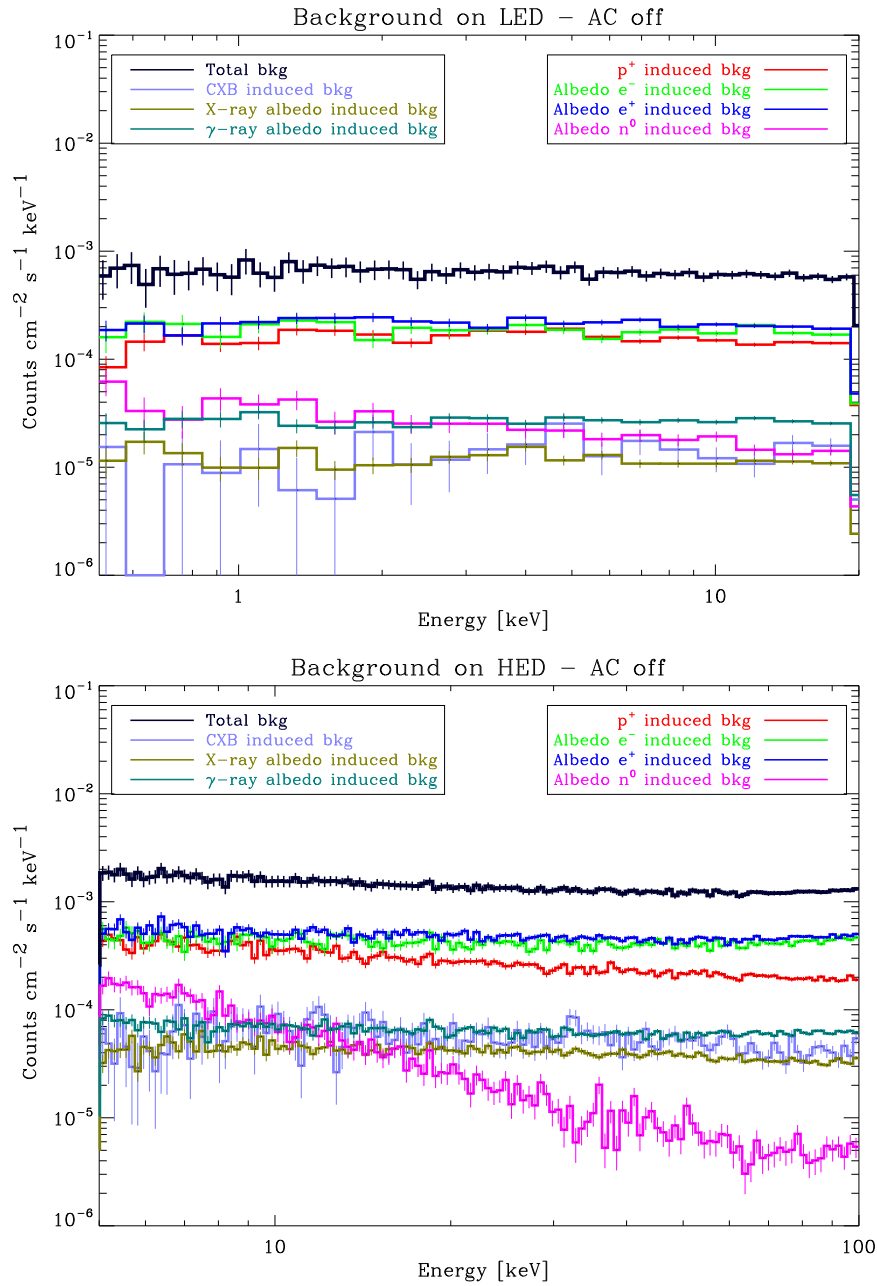 Background on LED − AC off
10⁻¹
Total bkg
CXB induced bkg
X−ray albedo induced bkg
γ−ray albedo induced bkg
p⁺ induced bkg
Albedo e⁻ induced bkg
Albedo e⁺ induced bkg
Albedo n⁰ induced bkg
10⁻²
10⁻³
10⁻⁴
10⁻⁵
10⁻⁶
Counts cm⁻² s⁻¹ keV⁻¹
1 10
Energy [keV]
Background on HED − AC off
10⁻¹
Total bkg
CXB induced bkg
X−ray albedo induced bkg
γ−ray albedo induced bkg
p⁺ induced bkg
Albedo e⁻ induced bkg
Albedo e⁺ induced bkg
Albedo n⁰ induced bkg
10⁻²
10⁻³
10⁻⁴
10⁻⁵
10⁻⁶
Counts cm⁻² s⁻¹ keV⁻¹
10 100
Energy [keV]